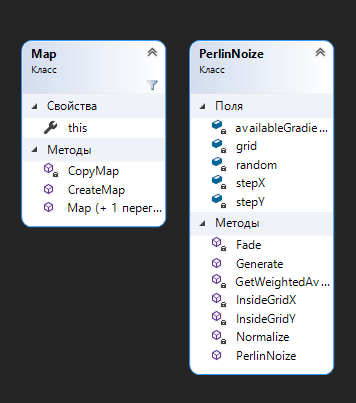 Map
Класс
Свойства
this
Методы
CopyMap
CreateMap
Map (+ 1 перег...
PerlinNoize
Класс
Поля
availableGradie...
grid
random
stepX
stepY
Методы
Fade
Generate
GetWeightedAv...
InsideGridX
InsideGridY
Normalize
PerlinNoize